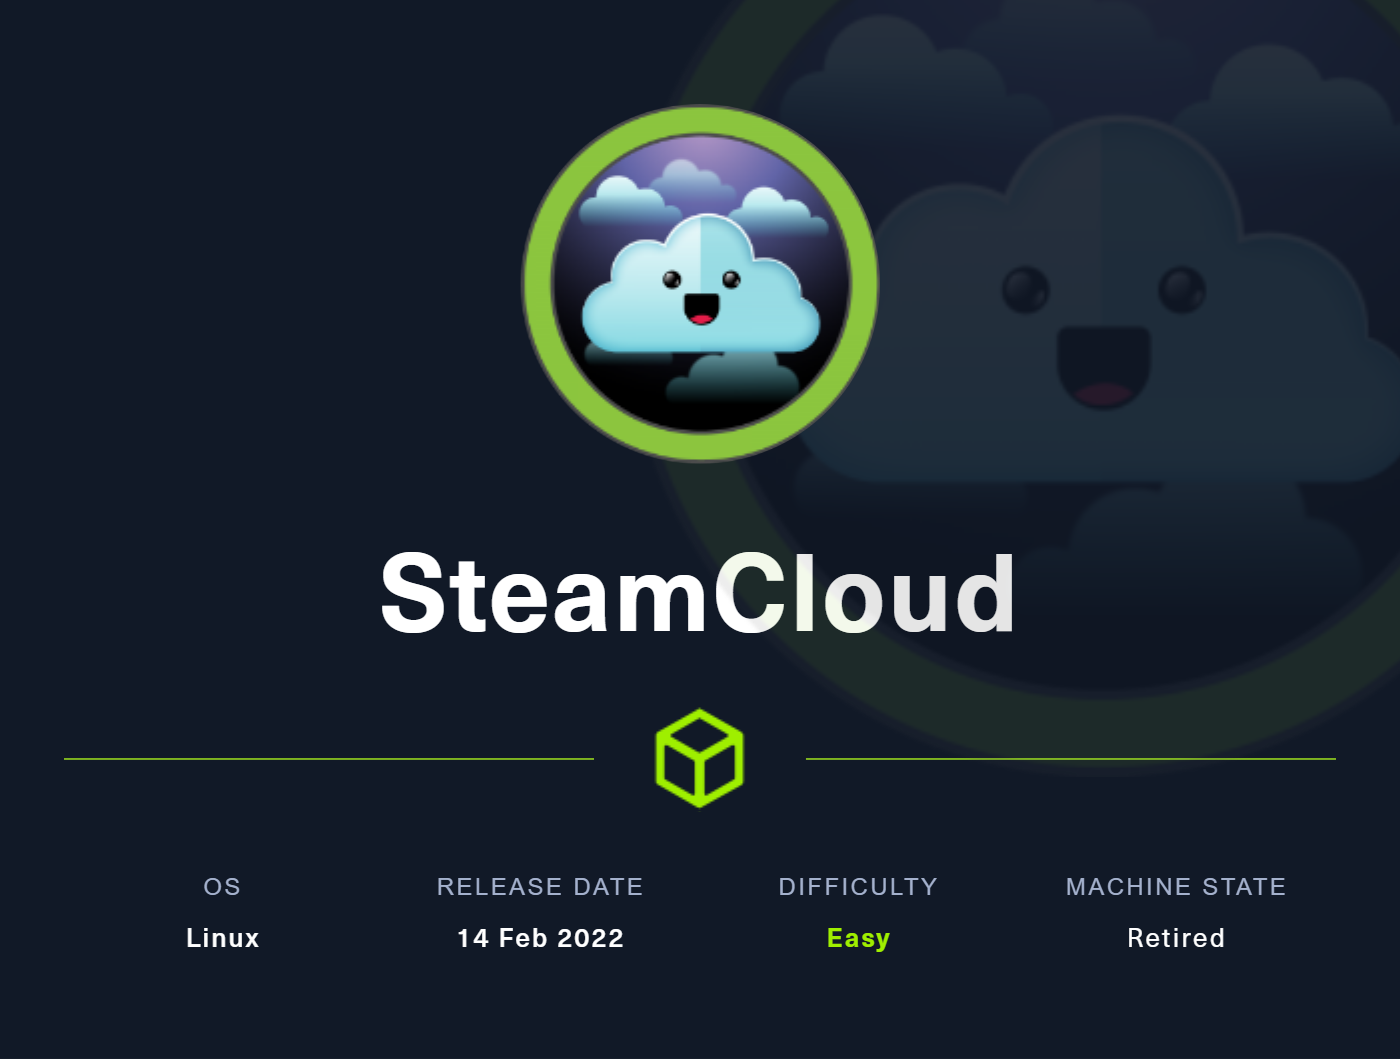 SteamCloud
OS
RELEASE DATE
DIFFICULTY
MACHINE STATE
Linux
14 Feb 2022
Easy
Retired